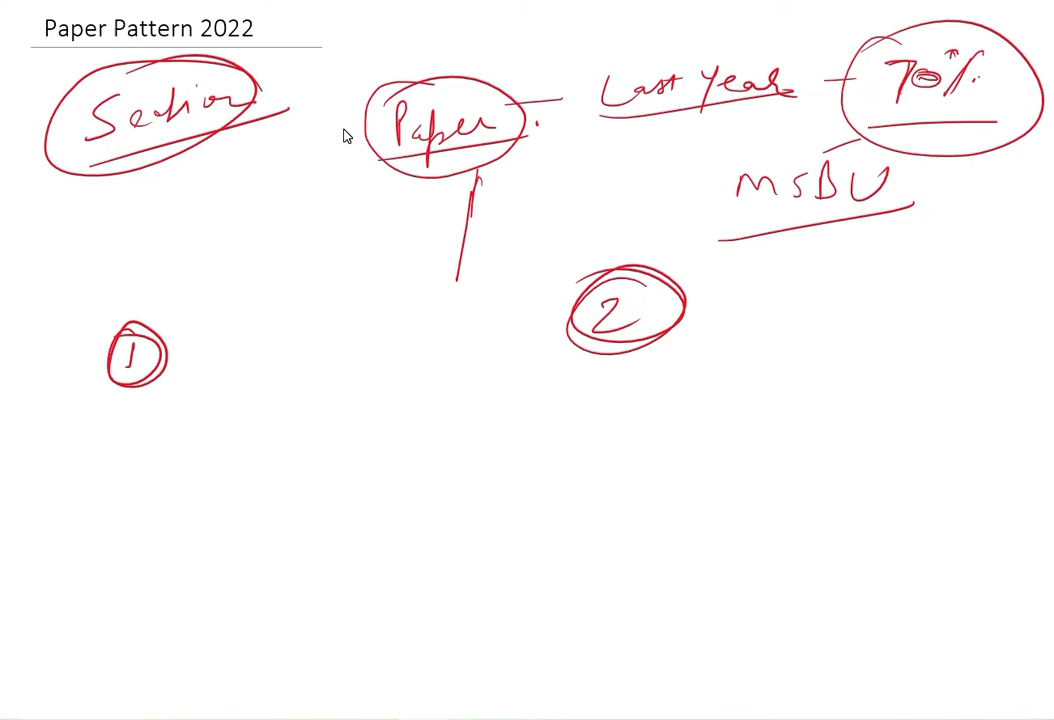 Paper Pattern 2022
Section
Paper
Last Year
70%
MSBU
1
2